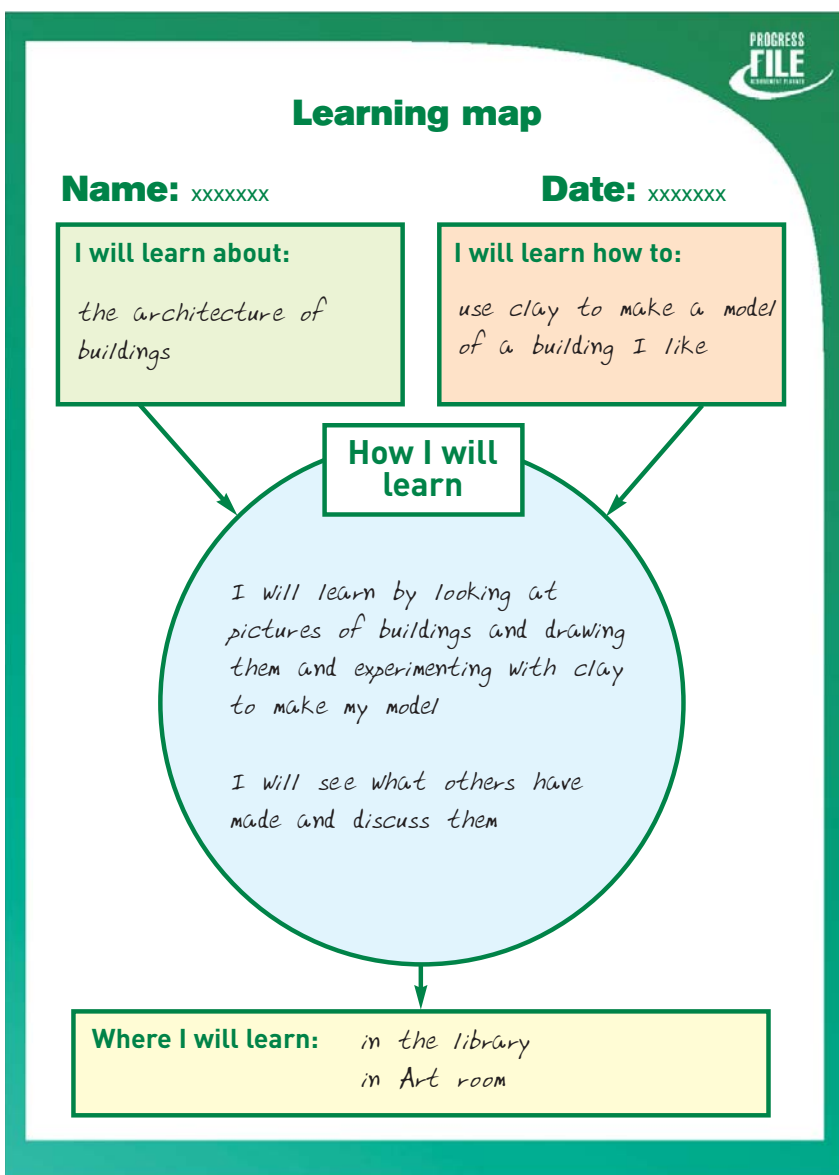 PROGRESS
FILE
ACHIEVEMENT PLANNER
Learning map
Name: xxxxxxx
Date: xxxxxxx
I will learn about:
the architecture of
buildings
I will learn how to:
use clay to make a model
of a building I like
How I will
learn
I will learn by looking at
pictures of buildings and drawing
them and experimenting with clay
to make my model
I will see what others have
made and discuss them
Where I will learn: in the library
in Art room